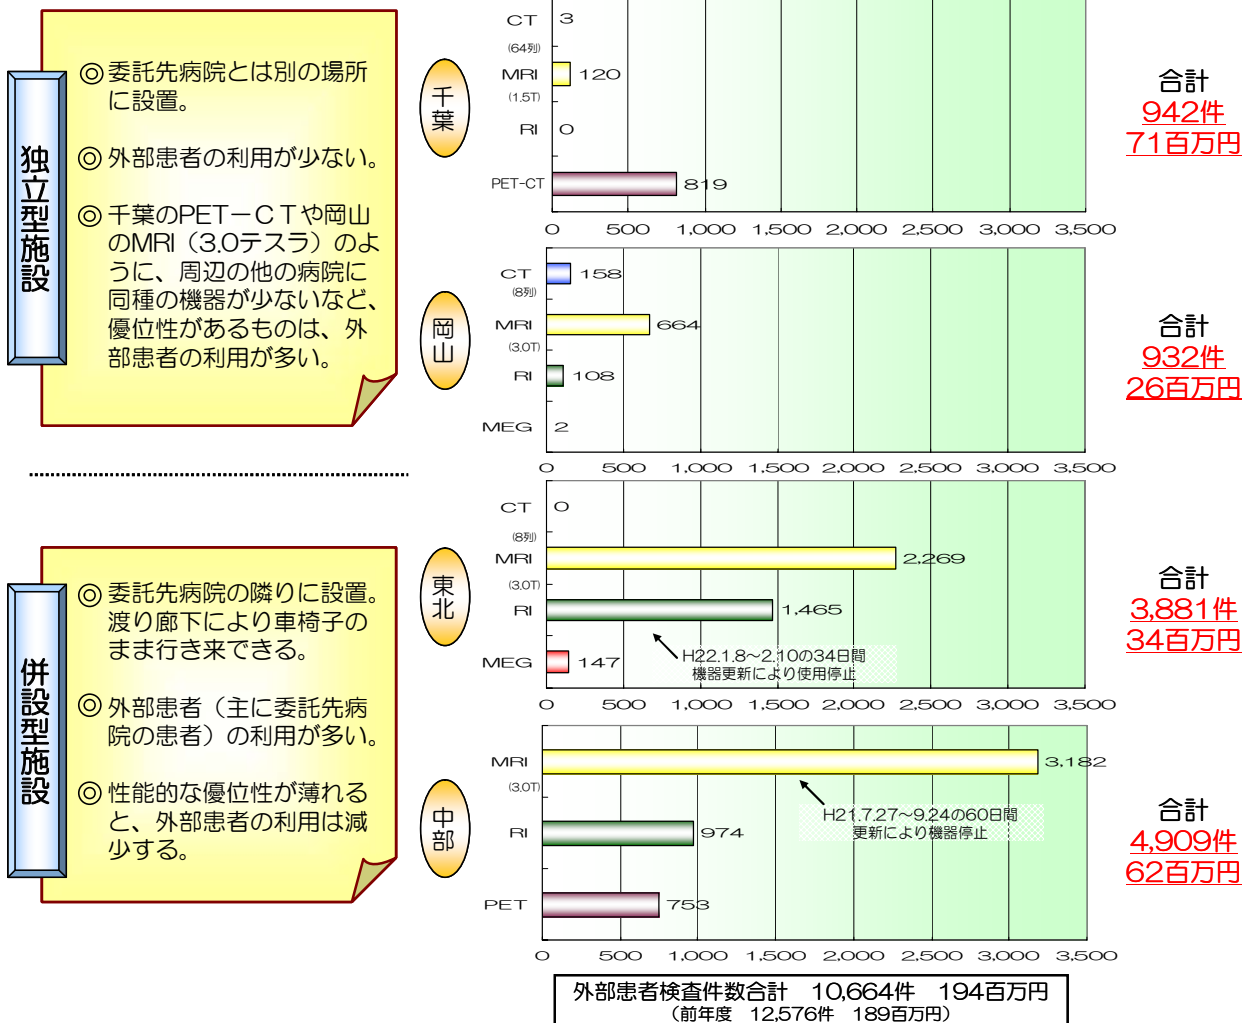 独立型施設
◎ 委託先病院とは別の場所
に設置。
◎ 外部患者の利用が少ない。
◎ 千葉のPET－ＣＴや岡山
のMRI（3.0テスラ）のよ
うに、周辺の他の病院に
同種の機器が少ないなど、
優位性があるものは、外
部患者の利用が多い。
千葉
CT 3
(64列)
MRI 120
(1.5T)
RI 0
PET-CT 819
0 500 1,000 1,500 2,000 2,500 3,000 3,500
合計
942件
71百万円
岡山
CT 158
(8列)
MRI 664
(3.0T)
RI 108
MEG 2
0 500 1,000 1,500 2,000 2,500 3,000 3,500
合計
932件
26百万円
併設型施設
◎ 委託先病院の隣りに設置。
渡り廊下により車椅子の
まま行き来できる。
◎ 外部患者（主に委託先病
院の患者）の利用が多い。
◎ 性能的な優位性が薄れる
と、外部患者の利用は減
少する。
東北
CT 0
(8列)
MRI 2,269
(3.0T)
RI 1,465
H22.1.8～2.10の34日間
機器更新により使用停止
MEG 147
0 500 1,000 1,500 2,000 2,500 3,000 3,500
合計
3,881件
34百万円
中部
MRI 3,182
(3.0T)
H21.7.27～9.24の60日間
更新により機器停止
RI 974
PET 753
0 500 1,000 1,500 2,000 2,500 3,000 3,500
合計
4,909件
62百万円
外部患者検査件数合計 10,664件 194百万円
（前年度 12,576件 189百万円）